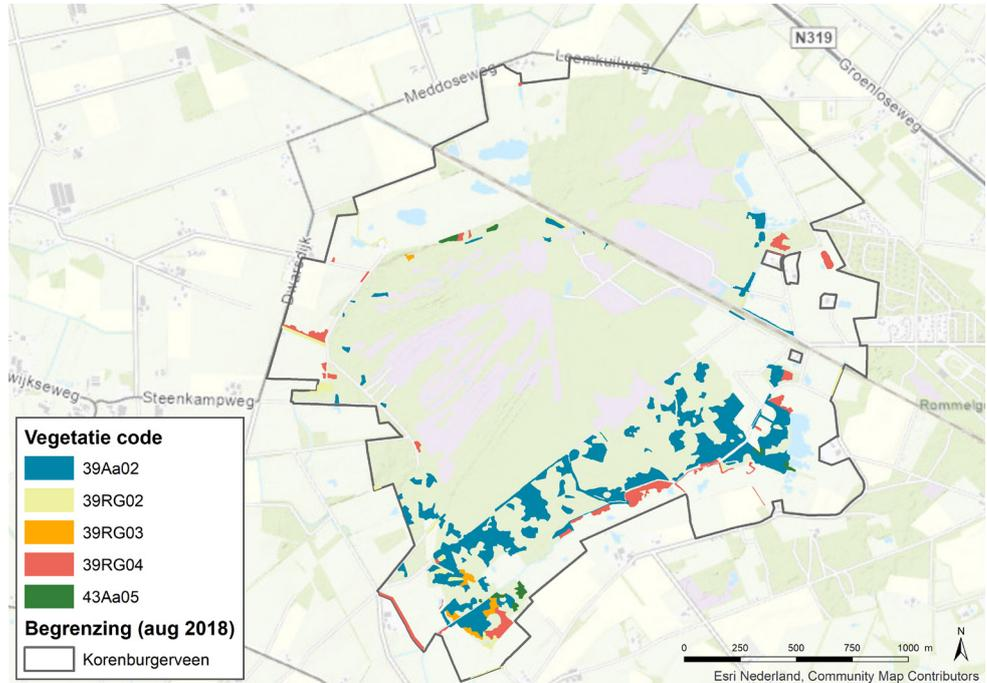 N319
Groenloseweg
Leemkuilweg
Meddoseweg
Dwarsdijk
wijkseweg
Steenkampweg
Rommelg
Vegetatie code
39Aa02
39RG02
39RG03
39RG04
43Aa05
Begrenzing (aug 2018)
Korenburgerveen
N
0 250 500 750 1000 m
Esri Nederland, Community Map Contributors